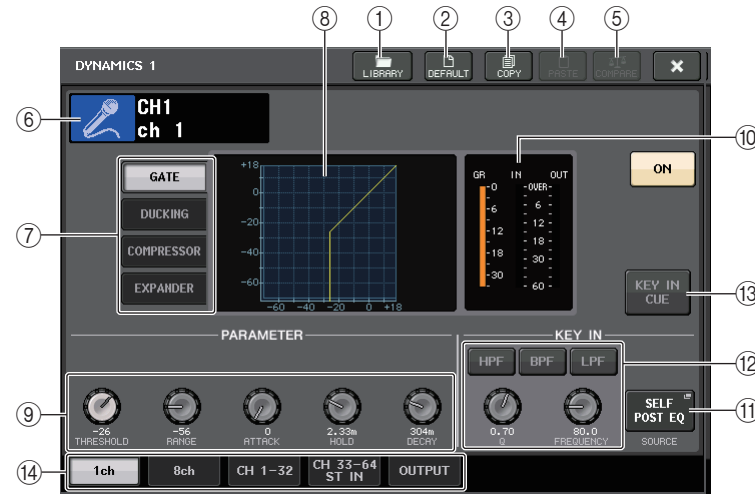 ⑧ ① ② ③ ④ ⑤
DYNAMICS 1
LIBRARY DEFAULT COPY PASTE COMPARE
⑥
CH1
ch 1
⑩
GR IN OUT
ON
⑦
GATE
DUCKING
COMPRESSOR
EXPANDER
+18
0
-20
-40
-60
-60 -40 -20 0 +18
-0 -OVER-
-6 6
-12 12
-18 18
30
-30
- 60 -
KEY IN
CUE
⑬
PARAMETER
KEY IN
HPF BPF LPF
⑫
⑨
-26 -56 0 2.33m 304m
THRESHOLD RANGE ATTACK HOLD DECAY
0.70 80.0
Q FREQUENCY
SELF
POST EQ
SOURCE
⑪
⑭
1ch 8ch CH 1-32 CH 33-64
ST IN OUTPUT